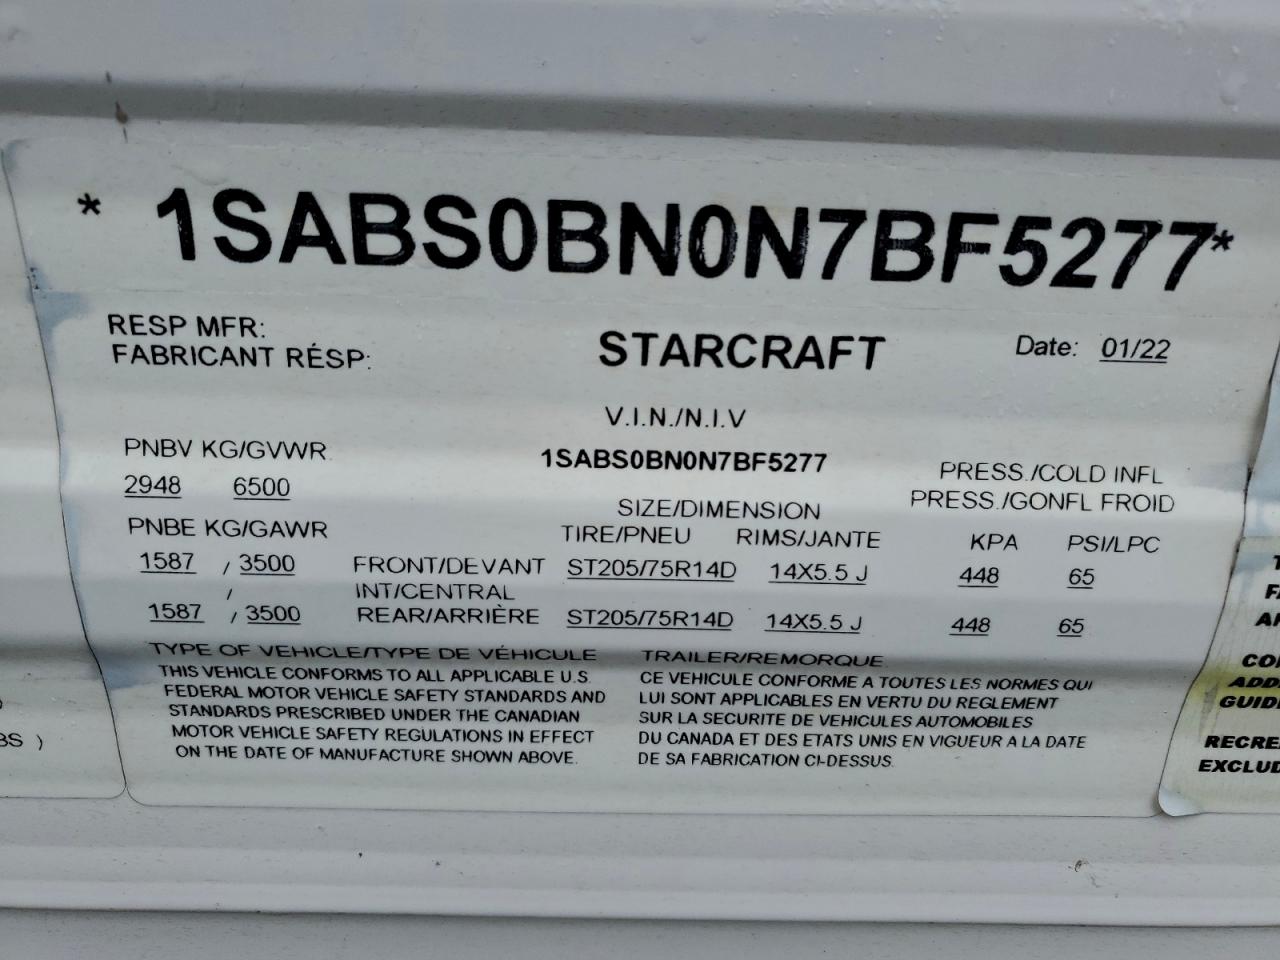 * 1SABS0BN0N7BF5277 *
RESP MFR:
FABRICANT RÉSP:
STARCRAFT
Date: 01/22
V.I.N./N.I.V
PNBV KG/GVWR
1SABS0BN0N7BF5277
PRESS./COLD INFL
2948 6500
SIZE/DIMENSION
PRESS./GONFL FROID
PNBE KG/GAWR
TIRE/PNEU RIMS/JANTE
KPA PSI/LPC
1587 / 3500 FRONT/DEVANT ST205/75R14D 14X5.5 J 448 65
/ INT/CENTRAL
1587 / 3500 REAR/ARRIÈRE ST205/75R14D 14X5.5 J 448 65
TYPE OF VEHICLE/TYPE DE VÉHICULE TRAILER/REMORQUE
THIS VEHICLE CONFORMS TO ALL APPLICABLE U.S.
FEDERAL MOTOR VEHICLE SAFETY STANDARDS AND
STANDARDS PRESCRIBED UNDER THE CANADIAN
MOTOR VEHICLE SAFETY REGULATIONS IN EFFECT
ON THE DATE OF MANUFACTURE SHOWN ABOVE.
CE VEHICULE CONFORME A TOUTES LES NORMES QUI
LUI SONT APPLICABLES EN VERTU DU REGLEMENT
SUR LA SECURITE DE VEHICULES AUTOMOBILES
DU CANADA ET DES ETATS UNIS EN VIGUEUR A LA DATE
DE SA FABRICATION CI-DESSUS.
BS )